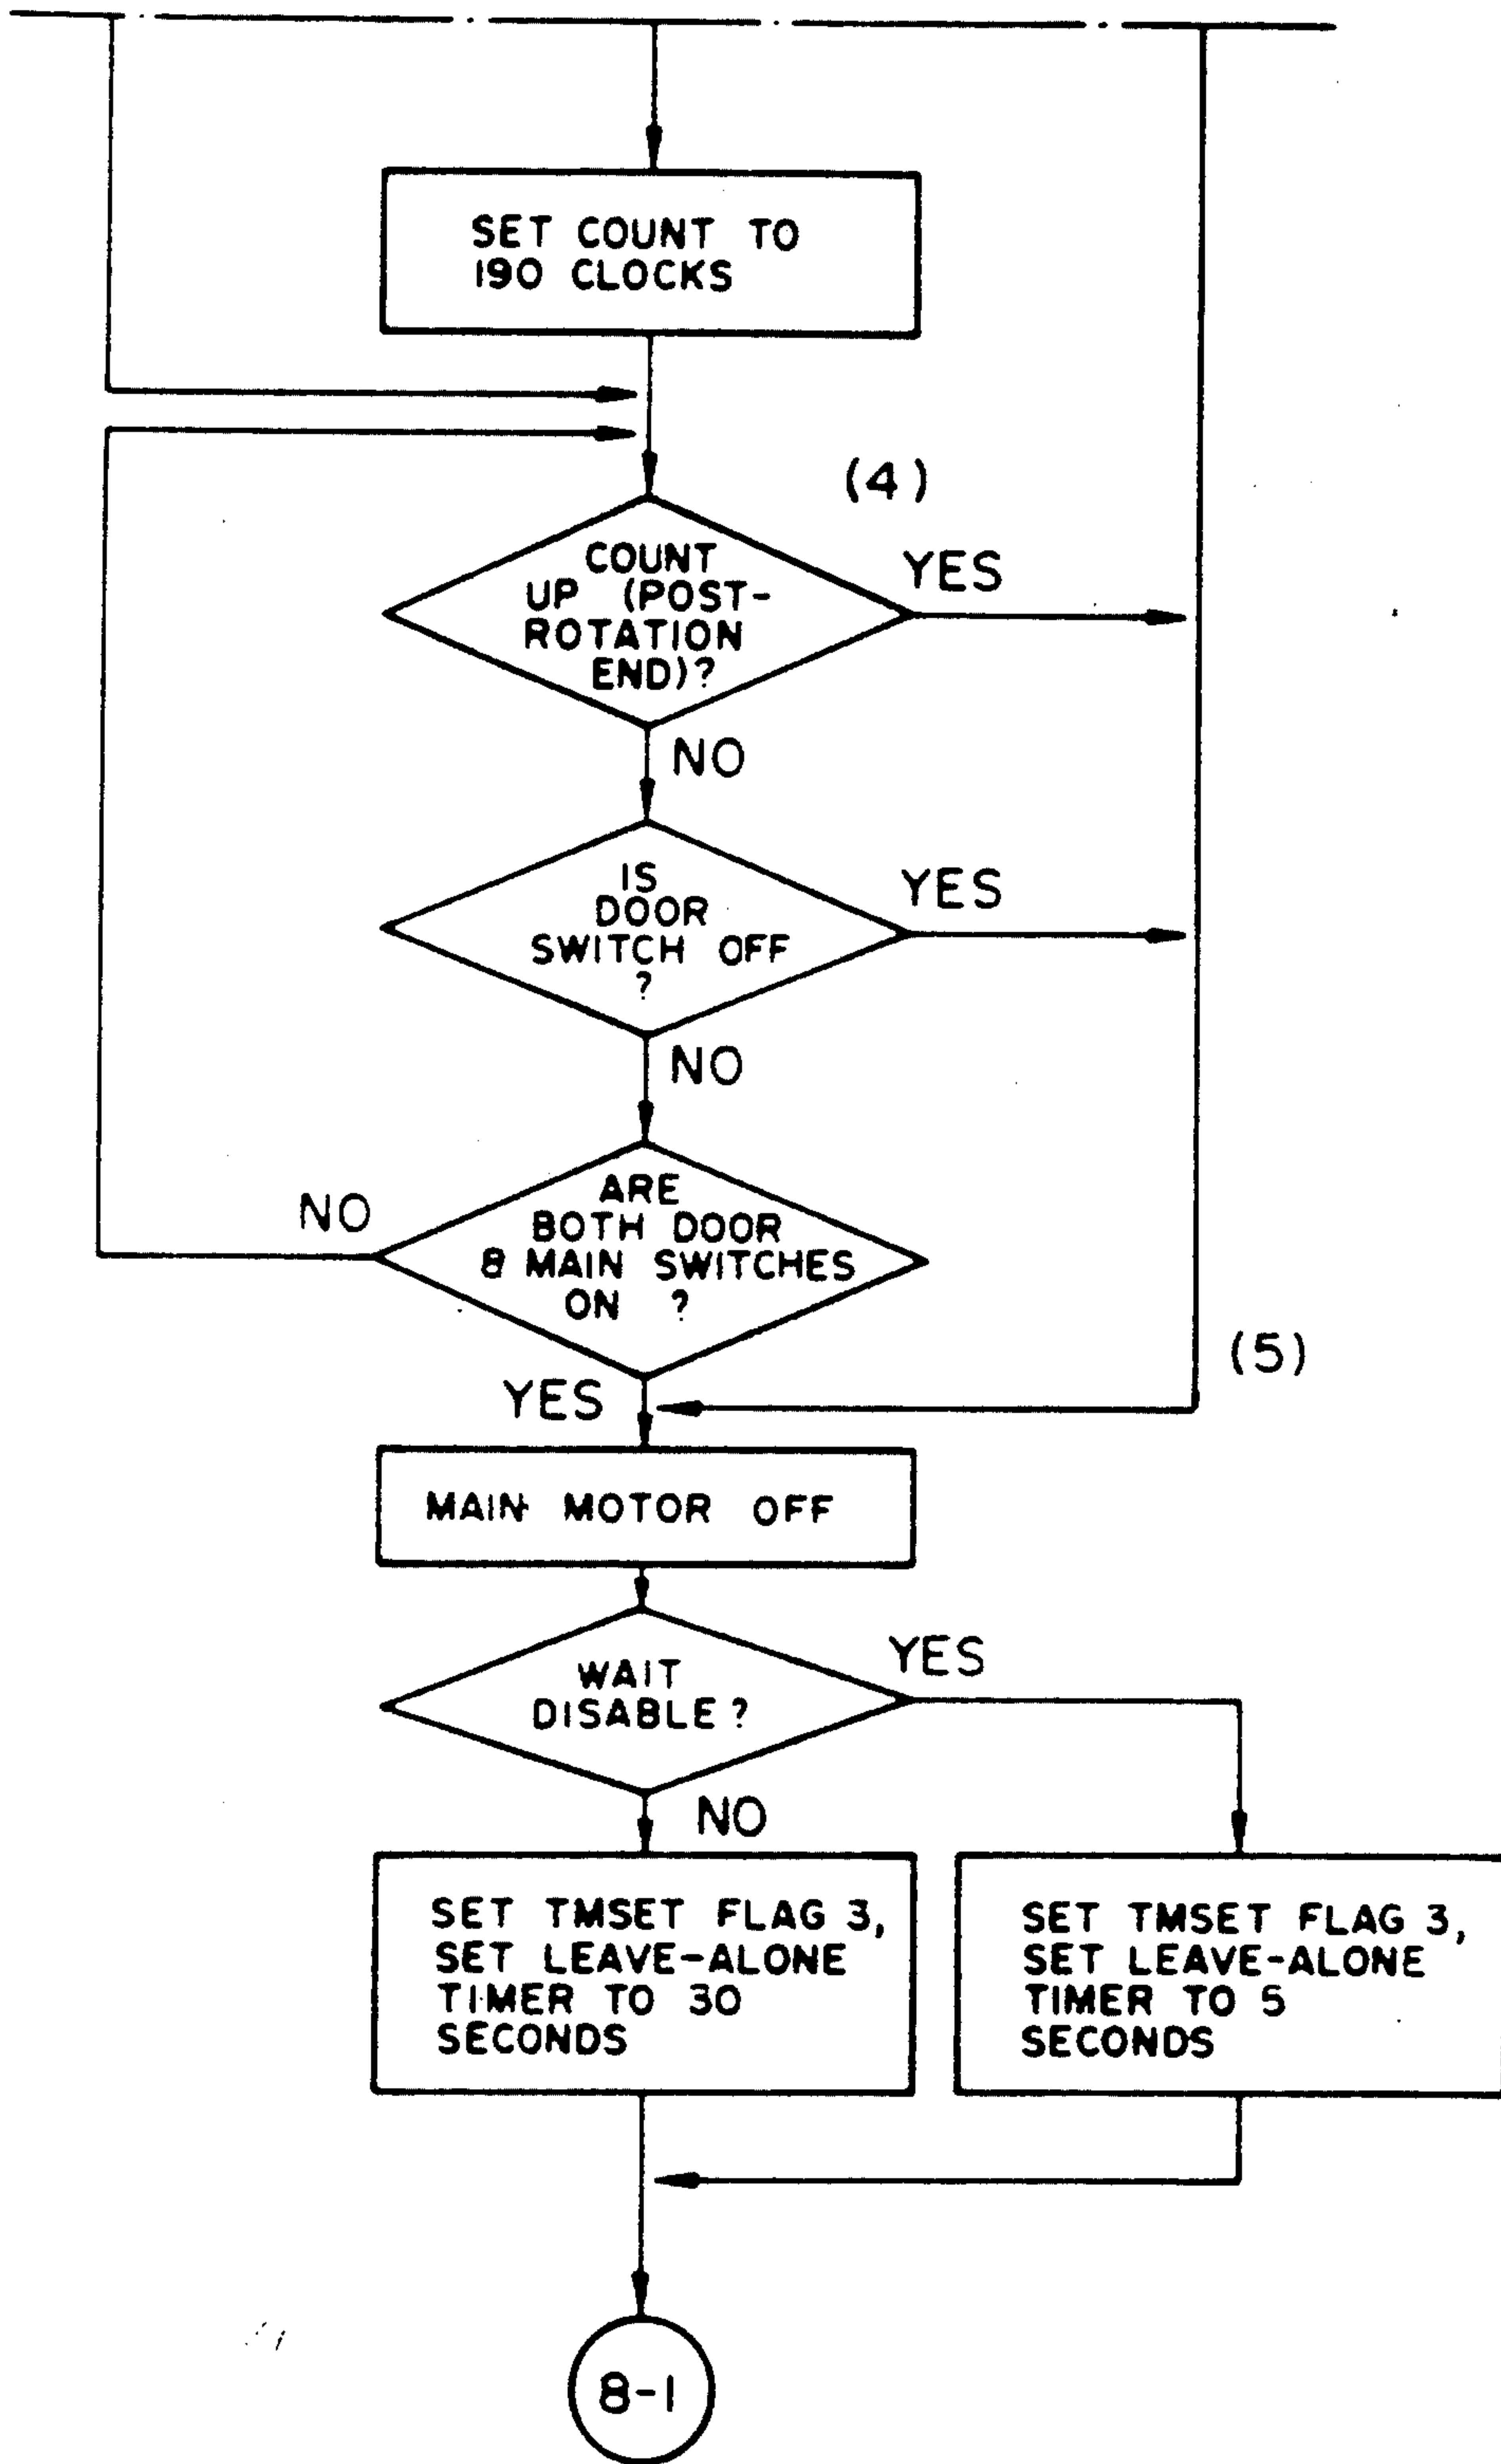 SET COUNT TO
190 CLOCKS
(4)
COUNT
UP (POST-
ROTATION
END)?
YES
NO
IS
DOOR
SWITCH OFF
?
YES
NO
ARE
BOTH DOOR
& MAIN SWITCHES
ON ?
NO
YES
(5)
MAIN MOTOR OFF
WAIT
DISABLE?
YES
NO
SET TMSET FLAG 3,
SET LEAVE-ALONE
TIMER TO 30
SECONDS
SET TMSET FLAG 3,
SET LEAVE-ALONE
TIMER TO 5
SECONDS
8-1